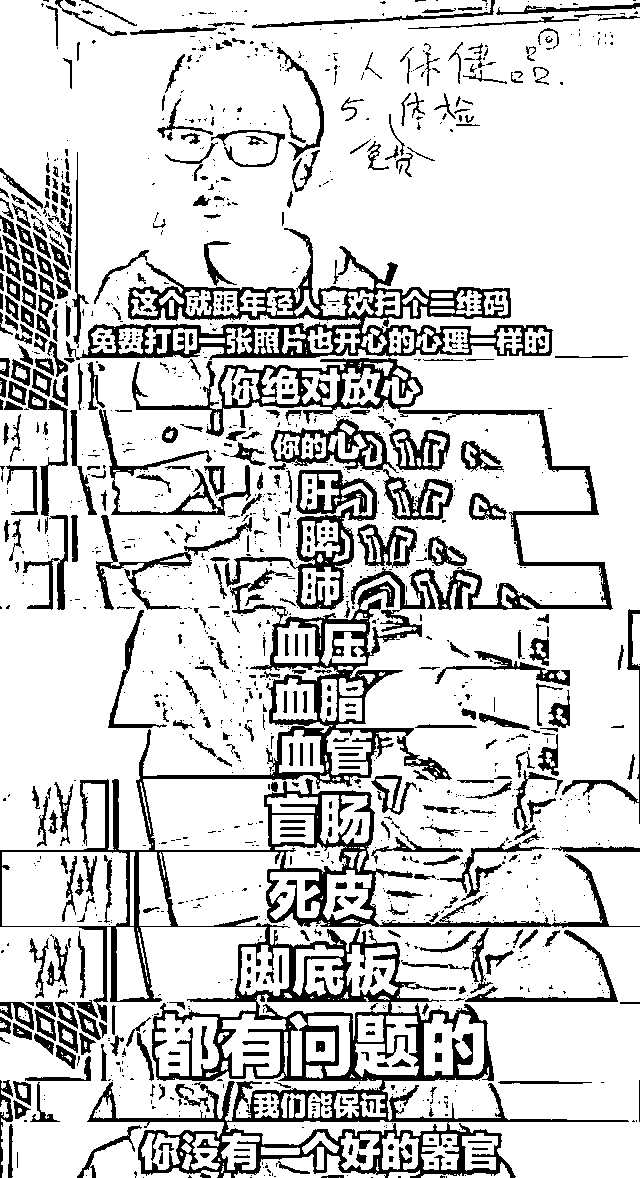 人保健品.
5. 体检
免费
这个就跟年轻人喜欢扫个二维码
免费打印一张照片也开心的心理一样的
你绝对放心
你的心
肝
脾
肺
血压
血脂
血管
盲肠
死皮
脚底板
都有问题的
我们能保证
你没有一个好的器官